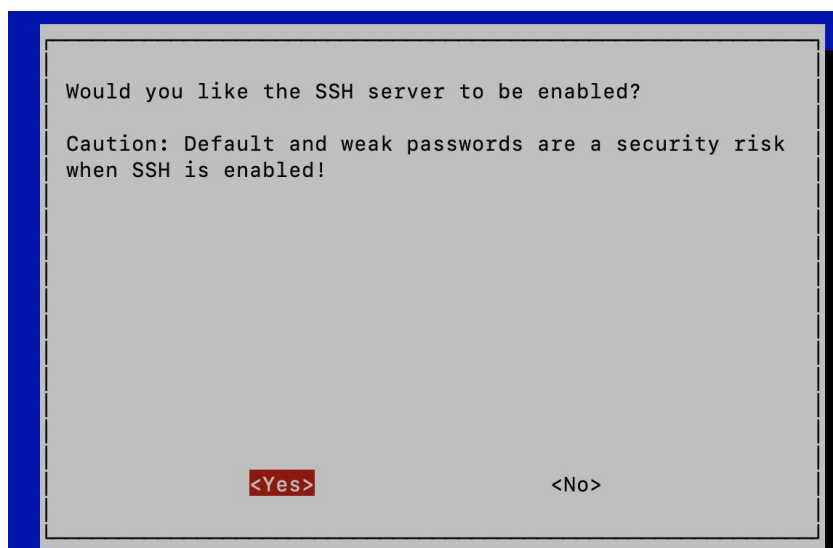 Would you like the SSH server to be enabled?
Caution: Default and weak passwords are a security risk
when SSH is enabled!
<Yes> <No>